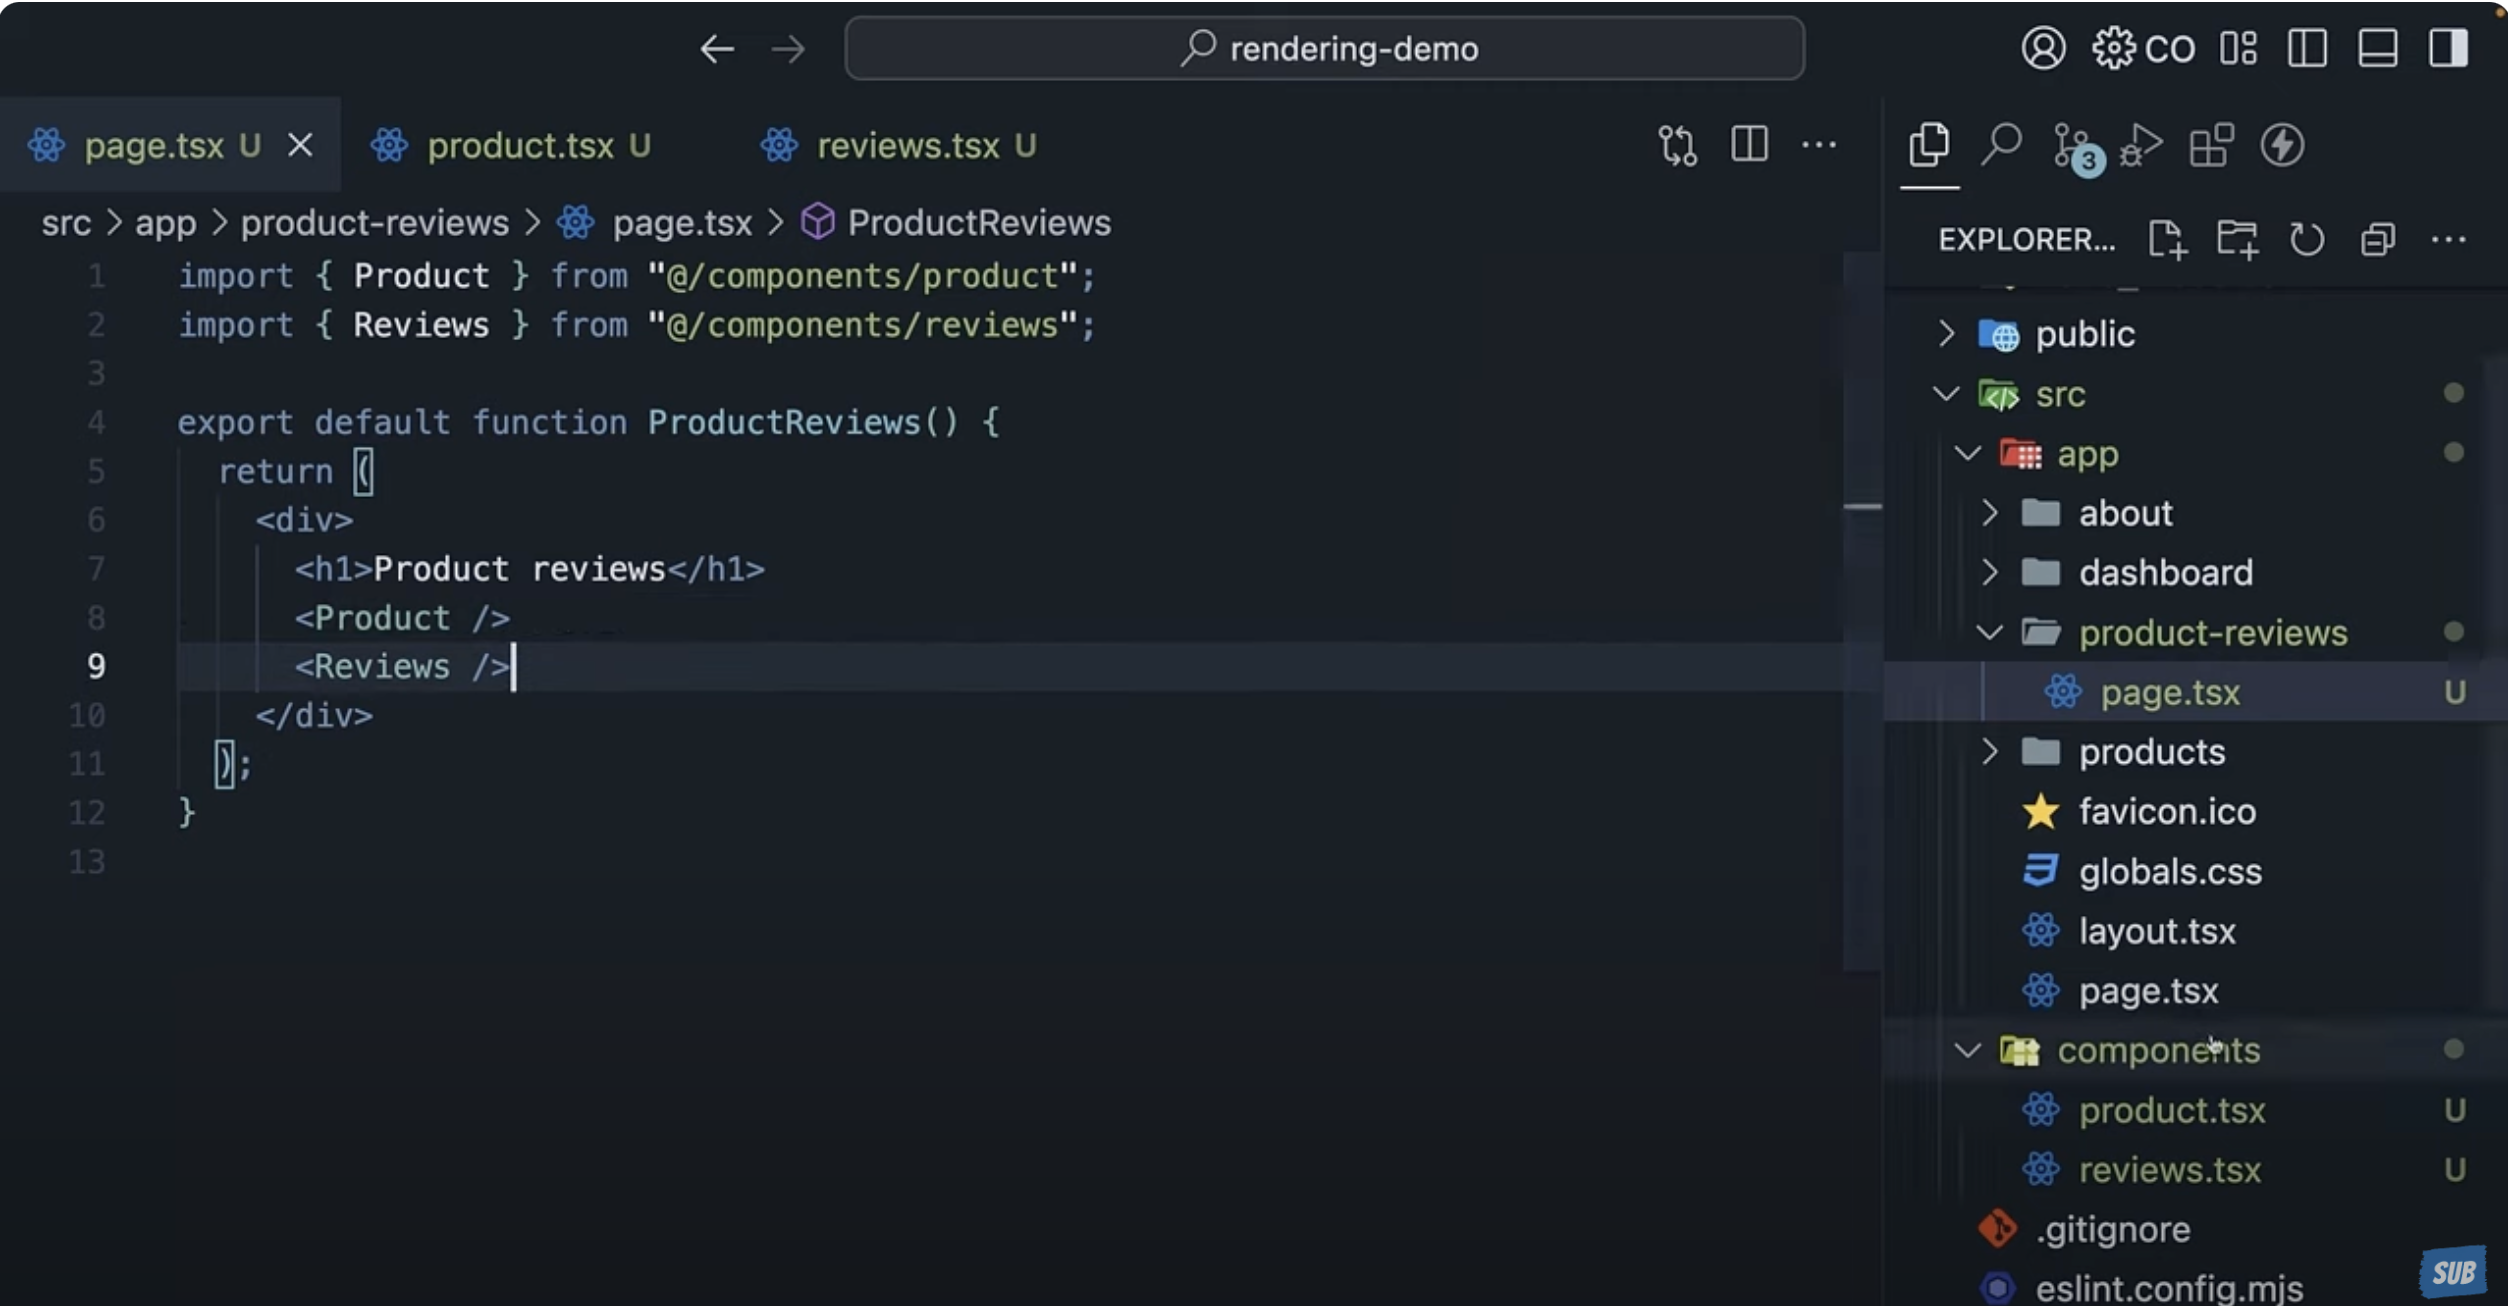 rendering-demo
CO
page.tsx U
product.tsx U
reviews.tsx U
3
src > app > product-reviews > page.tsx > ProductReviews
1 import { Product } from "@/components/product";
2 import { Reviews } from "@/components/reviews";
3
4 export default function ProductReviews() {
5 return (
6 <div>
7 <h1>Product reviews</h1>
8 <Product />
9 <Reviews />
10 </div>
11 );
12 }
13
EXPLORER...
public
src
app
about
dashboard
product-reviews
page.tsx U
products
favicon.ico
globals.css
layout.tsx
page.tsx
components
product.tsx U
reviews.tsx U
.gitignore
eslint.config.mjs
SUB